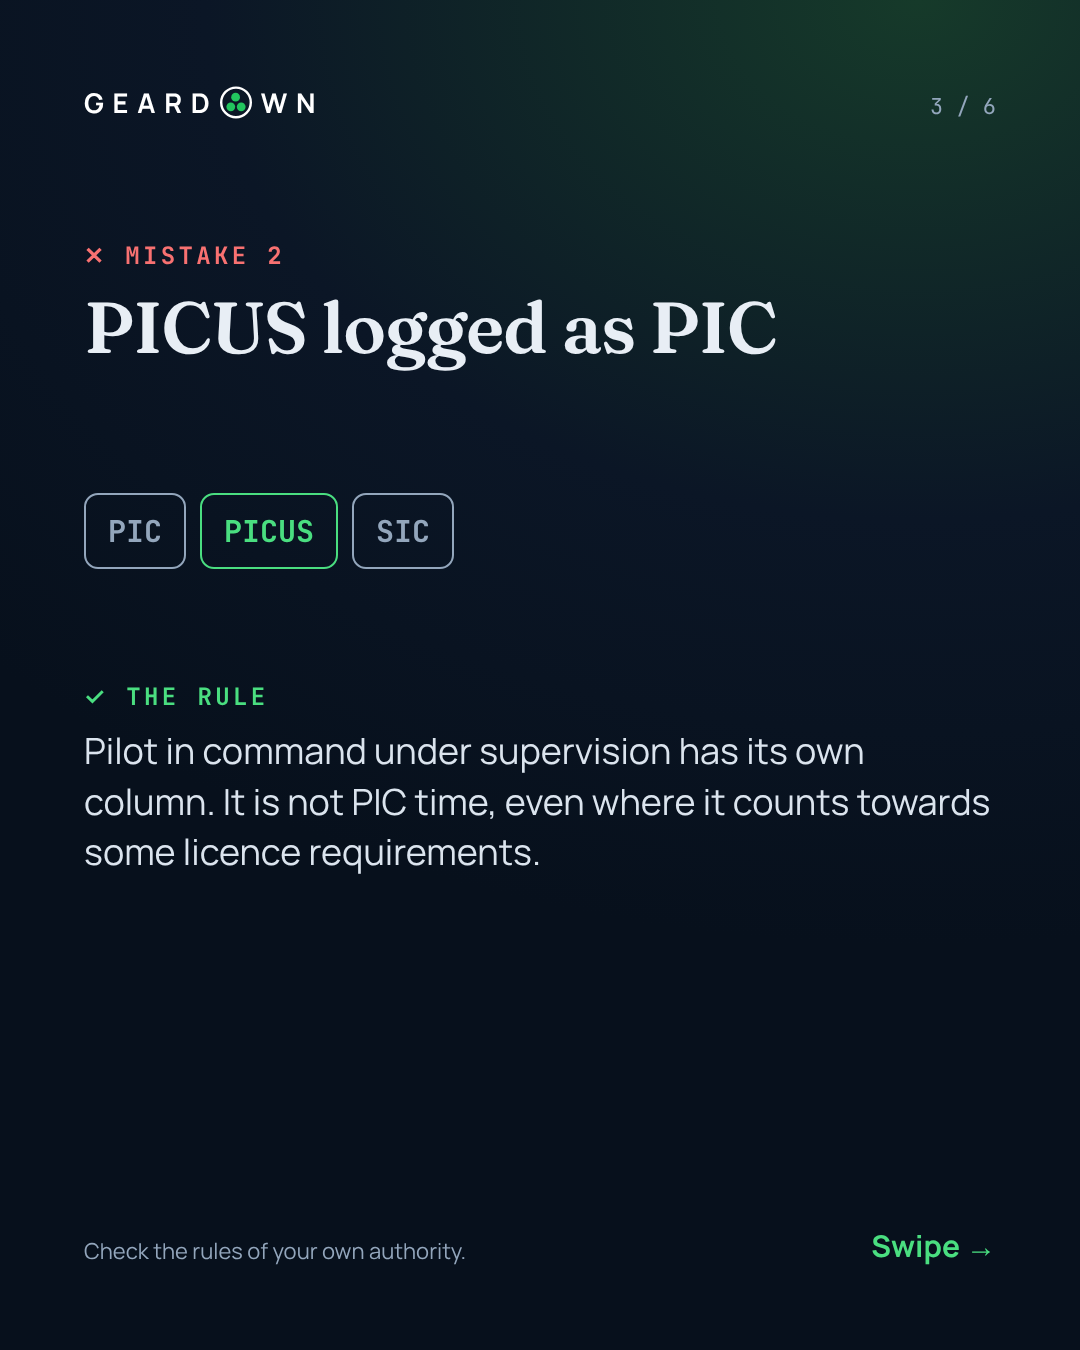 GEARDOWN
3 / 6
✕ MISTAKE 2
PICUS logged as PIC
PIC PICUS SIC
✓ THE RULE
Pilot in command under supervision has its own
column. It is not PIC time, even where it counts towards
some licence requirements.
Check the rules of your own authority.
Swipe →